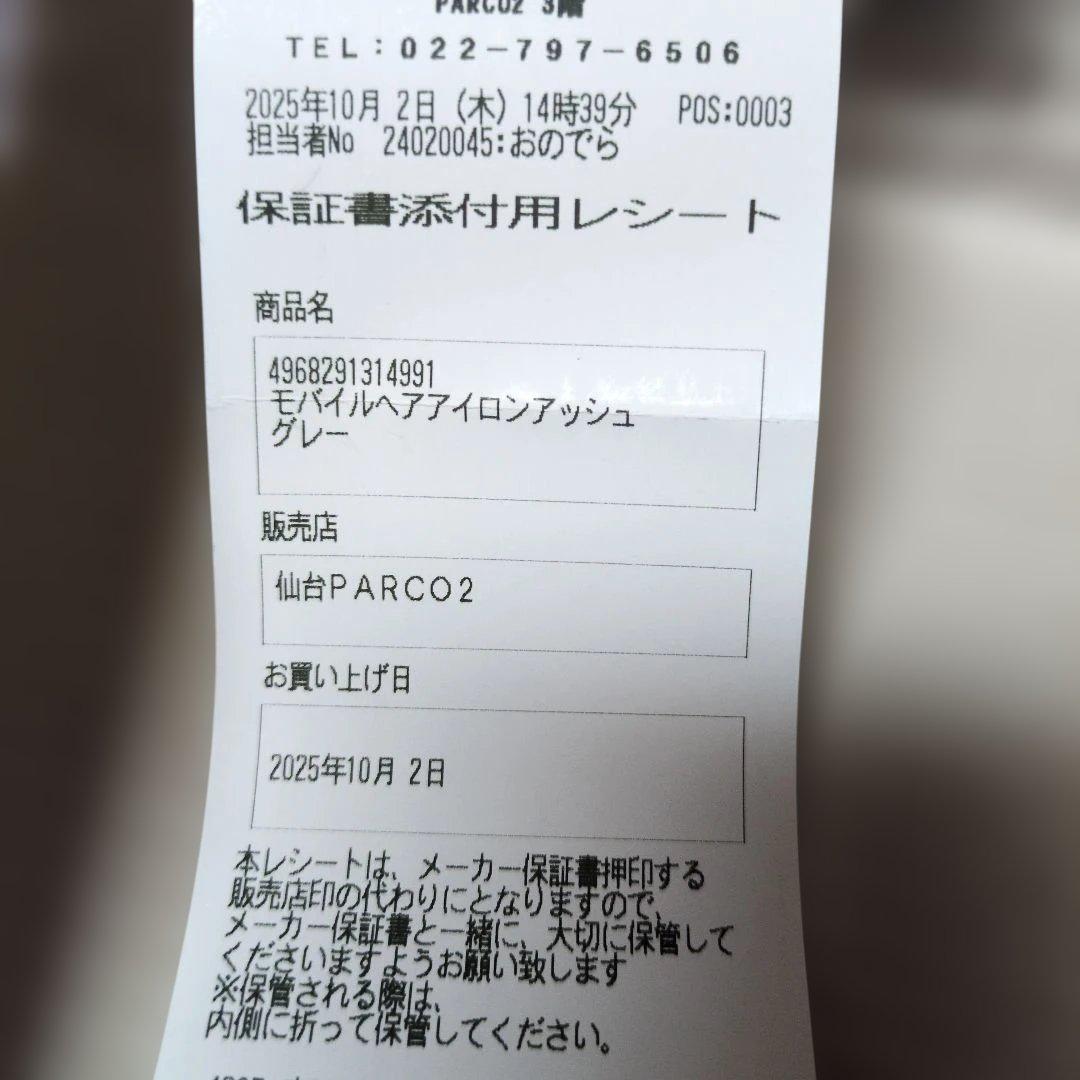 PARCO2 3階
TEL：022－797－6506
2025年10月 2日（木）14時39分 POS:0003
担当者No 24020045:おのでら
保証書添付用レシート
商品名
4968291314991
モバイルヘアアイロンアッシュ
グレー
販売店
仙台ＰＡＲＣＯ２
お買い上げ日
2025年10月 2日
本レシートは、メーカー保証書押印する
販売店印の代わりにとなりますので、
メーカー保証書と一緒に、大切に保管して
くださいますようお願い致します
※保管される際は、
内側に折って保管してください。